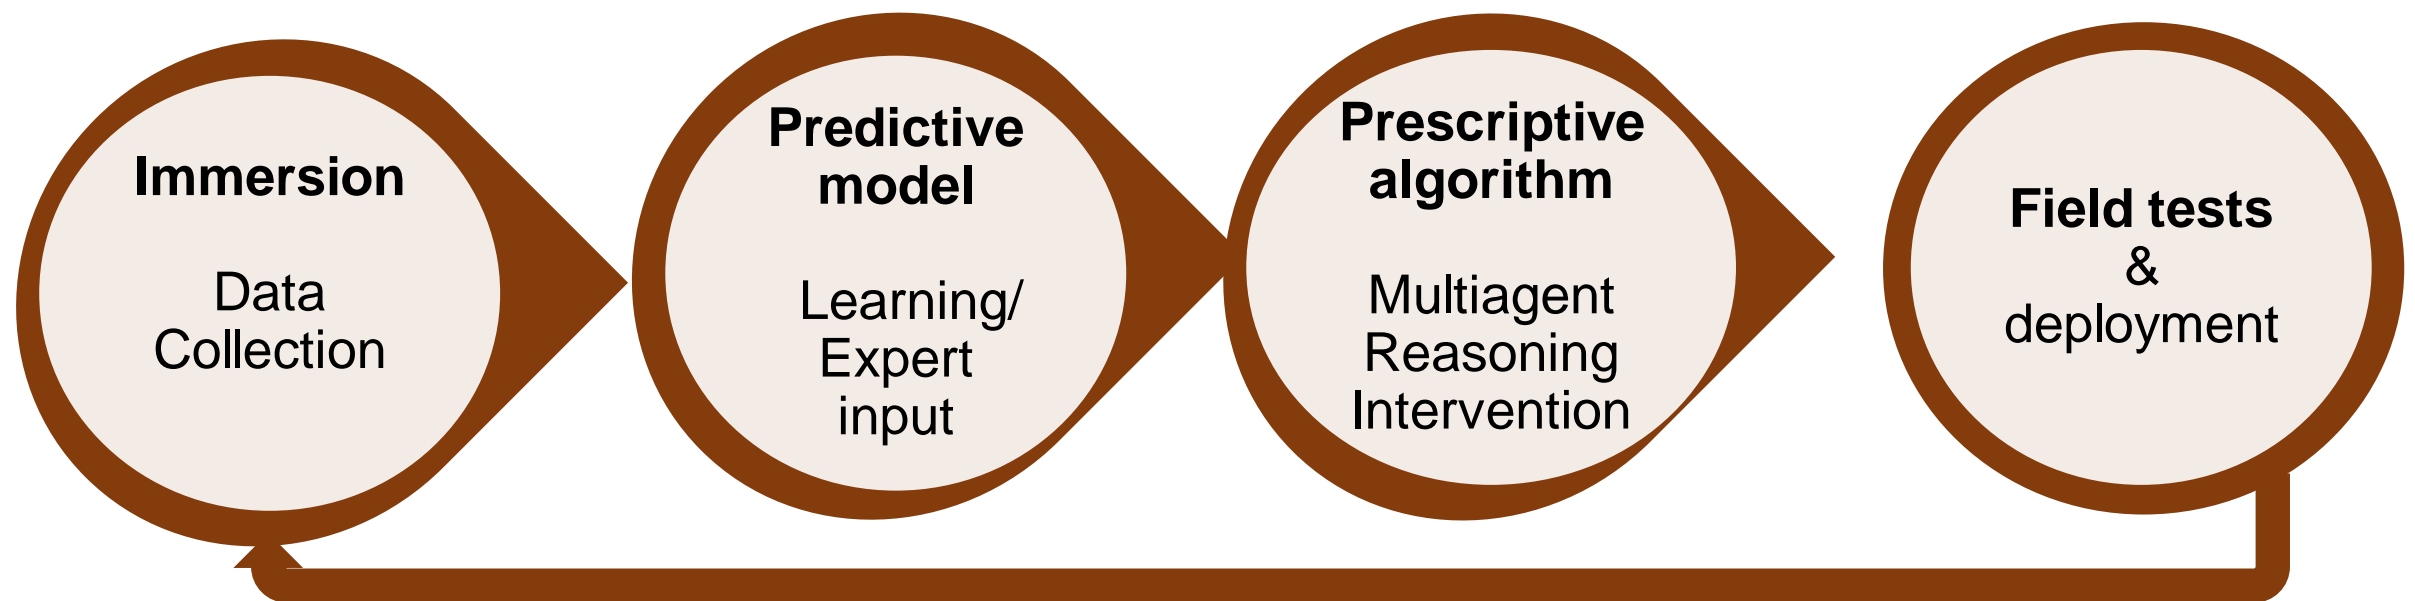 Immersion
Data
Collection
Predictive
model
Learning/
Expert
input
Prescriptive
algorithm
Multiagent
Reasoning
Intervention
Field tests
&
deployment